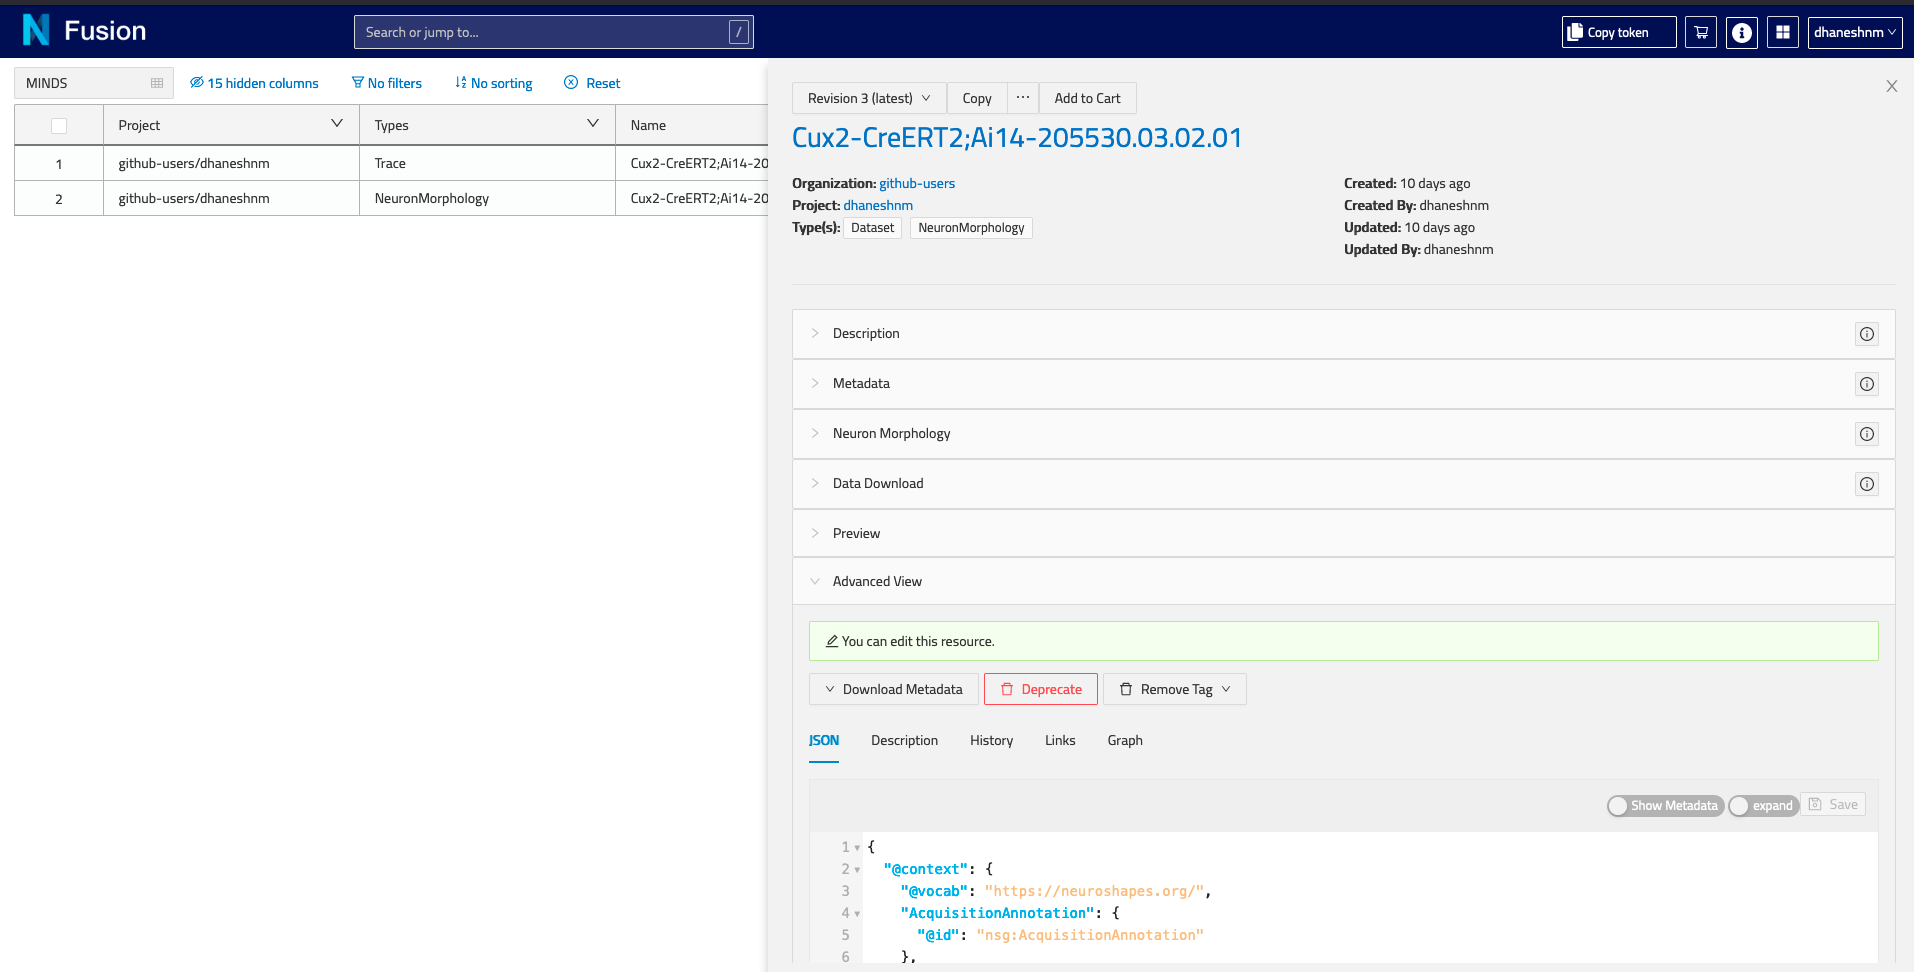 Fusion
Search or jump to...
/
Copy token
dhaneshnm
MINDS
15 hidden columns
No filters
No sorting
Reset
Project
Types
Name
1
github-users/dhaneshnm
Trace
Cux2-CreERT2;Ai14-20
2
github-users/dhaneshnm
NeuronMorphology
Cux2-CreERT2;Ai14-20
Revision 3 (latest)
Copy
...
Add to Cart
Cux2-CreERT2;Ai14-205530.03.02.01
Organization: github-users
Project: dhaneshnm
Type(s): Dataset NeuronMorphology
Created: 10 days ago
Created By: dhaneshnm
Updated: 10 days ago
Updated By: dhaneshnm
Description
Metadata
Neuron Morphology
Data Download
Preview
Advanced View
You can edit this resource.
Download Metadata
Deprecate
Remove Tag
JSON
Description
History
Links
Graph
Show Metadata
expand
Save
1 {
2 "@context": {
3 "@vocab": "https://neuroshapes.org/",
4 "AcquisitionAnnotation": {
5 "@id": "nsg:AcquisitionAnnotation"
6 },